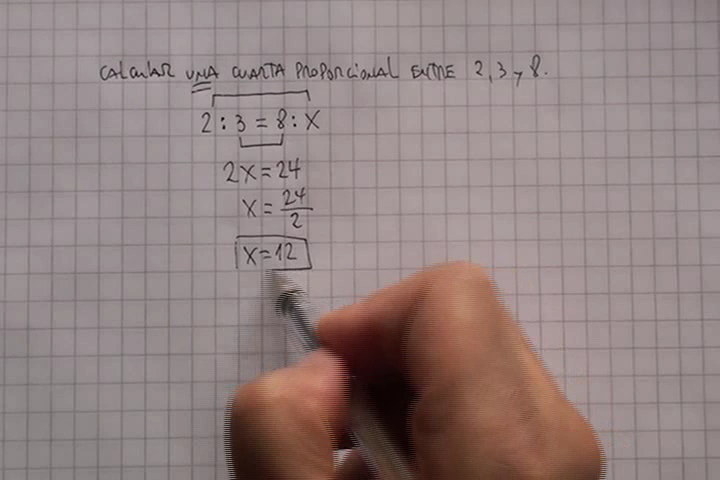 CALCULAR UNA CUARTA PROPORCIONAL ENTRE 2, 3 y 8.
2 : 3 = 8 : X
2X = 24
X = 24/2
X = 12